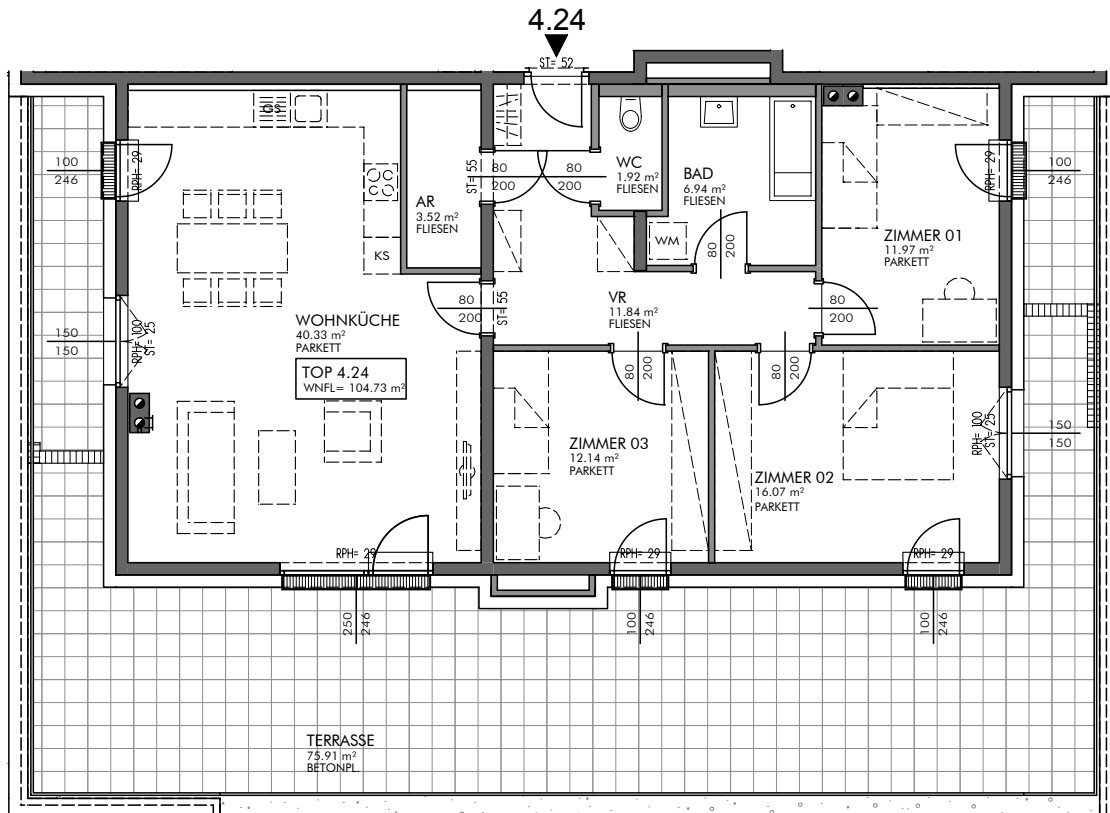 4.24
ST= 52
GS
100
246
RPH= 29
80
200
ST= 55
80
200
WC
1.92 m²
FLIESEN
BAD
6.94 m²
FLIESEN
RPH= 29
100
246
AR
3.52 m²
FLIESEN
KS
WM
80
200
ZIMMER 01
11.97 m²
PARKETT
80
200
ST= 55
VR
11.84 m²
FLIESEN
80
200
WOHNKÜCHE
40.33 m²
PARKETT
150
150
RPH= 100
ST= 25
TOP 4.24
WNFL= 104.73 m²
80
200
80
200
ZIMMER 03
12.14 m²
PARKETT
ZIMMER 02
16.07 m²
PARKETT
RPH= 100
ST= 25
150
150
RPH= 29
RPH= 29
RPH= 29
250
246
100
246
100
246
TERRASSE
75.91 m²
BETONPL.